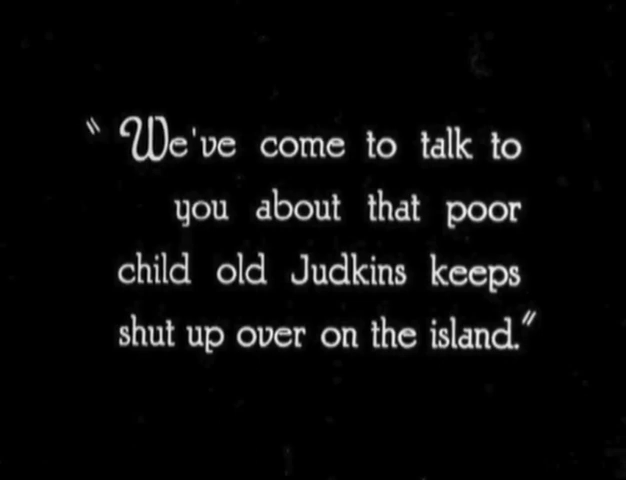 "We've come to talk to
you about that poor
child old Judkins keeps
shut up over on the island."